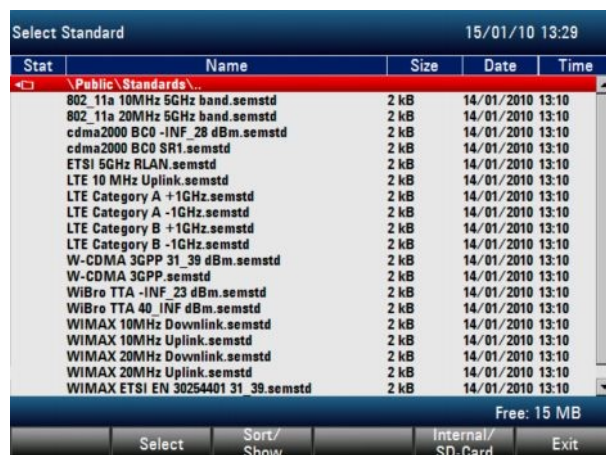 Select Standard 15/01/10 13:29
Stat Name Size Date Time
\Public\Standards\..
802_11a 10MHz 5GHz band.semstd 2 kB 14/01/2010 13:10
802_11a 20MHz 5GHz band.semstd 2 kB 14/01/2010 13:10
cdma2000 BC0 -INF_28 dBm.semstd 2 kB 14/01/2010 13:10
cdma2000 BC0 SR1.semstd 2 kB 14/01/2010 13:10
ETSI 5GHz RLAN.semstd 2 kB 14/01/2010 13:10
LTE 10 MHz Uplink.semstd 2 kB 14/01/2010 13:10
LTE Category A +1GHz.semstd 2 kB 14/01/2010 13:10
LTE Category A -1GHz.semstd 2 kB 14/01/2010 13:10
LTE Category B +1GHz.semstd 2 kB 14/01/2010 13:10
LTE Category B -1GHz.semstd 2 kB 14/01/2010 13:10
W-CDMA 3GPP 31_39 dBm.semstd 2 kB 14/01/2010 13:10
W-CDMA 3GPP.semstd 2 kB 14/01/2010 13:10
WiBro TTA -INF_23 dBm.semstd 2 kB 14/01/2010 13:10
WiBro TTA 40_INF dBm.semstd 2 kB 14/01/2010 13:10
WIMAX 10MHz Downlink.semstd 2 kB 14/01/2010 13:10
WIMAX 10MHz Uplink.semstd 2 kB 14/01/2010 13:10
WIMAX 20MHz Downlink.semstd 2 kB 14/01/2010 13:10
WIMAX 20MHz Uplink.semstd 2 kB 14/01/2010 13:10
WIMAX ETSI EN 30254401 31_39.semstd 2 kB 14/01/2010 13:10
Free: 15 MB
Select Sort/ Show Internal/ SD-Card Exit